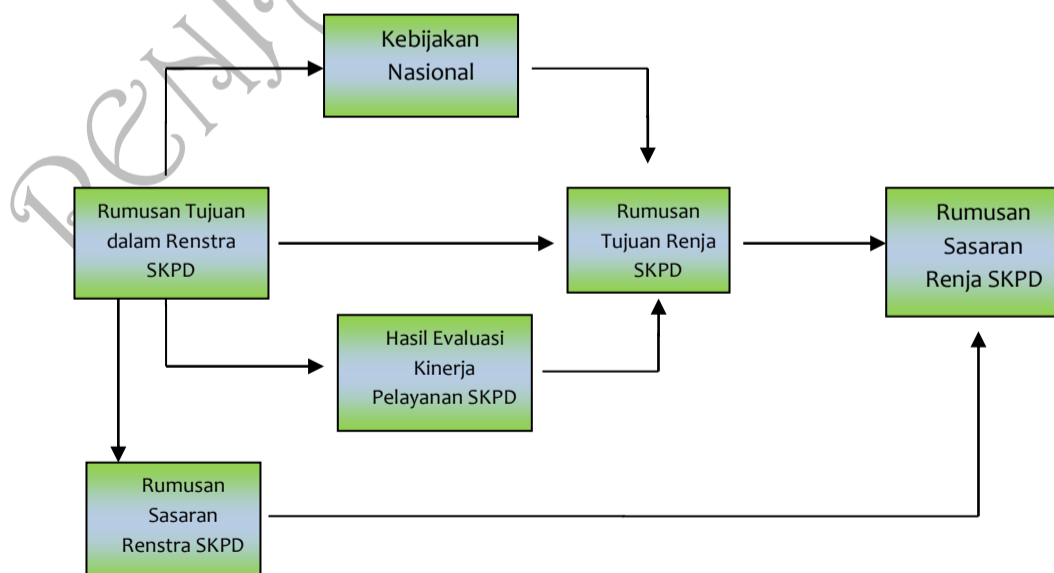 Kebijakan
Nasional
Rumusan Tujuan
dalam Renstra
SKPD
Rumusan
Tujuan Renja
SKPD
Rumusan
Sasaran
Renja SKPD
Hasil Evaluasi
Kinerja
Pelayanan SKPD
Rumusan
Sasaran
Renstra SKPD